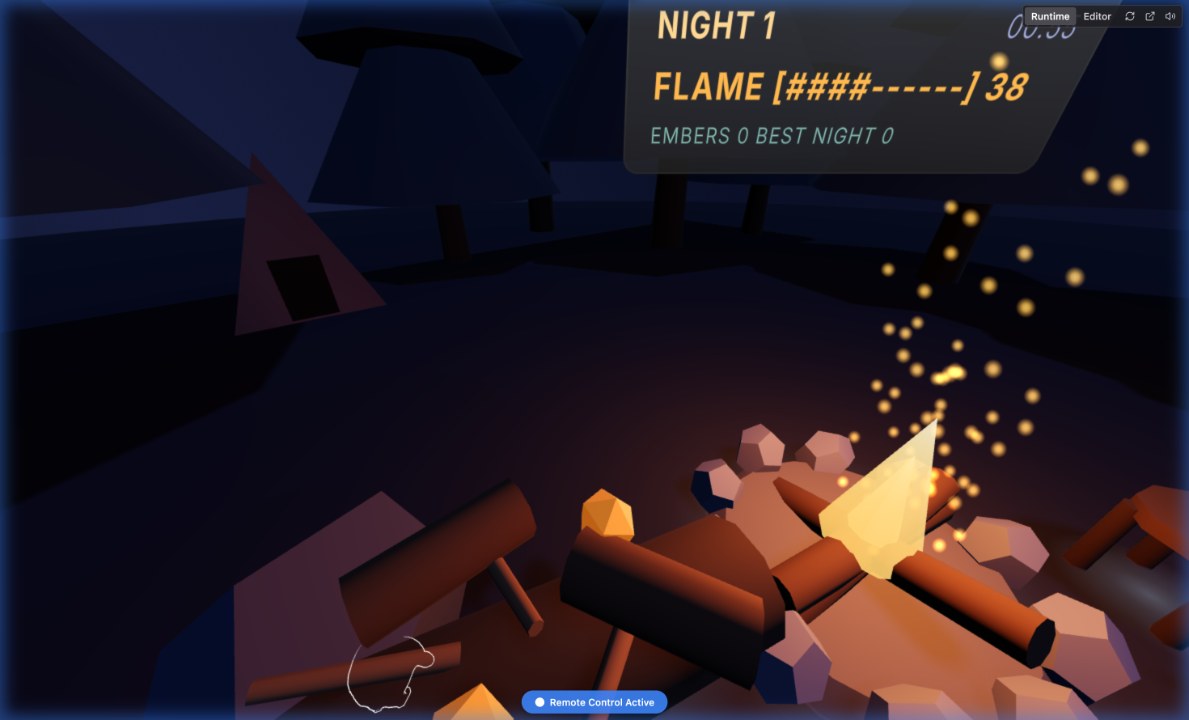 Runtime Editor
NIGHT 1
FLAME [####------] 38
EMBERS 0 BEST NIGHT 0
Remote Control Active